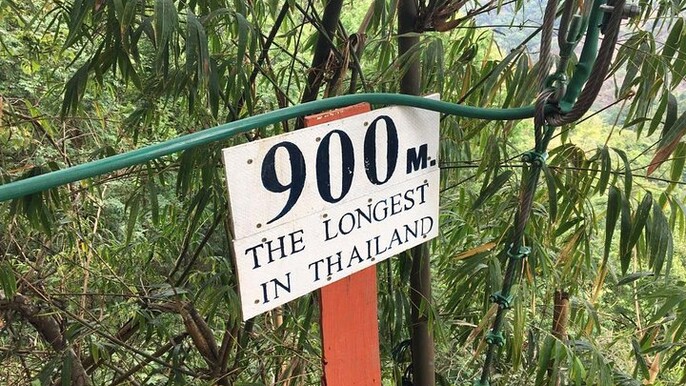 900 M.
THE LONGEST
IN THAILAND